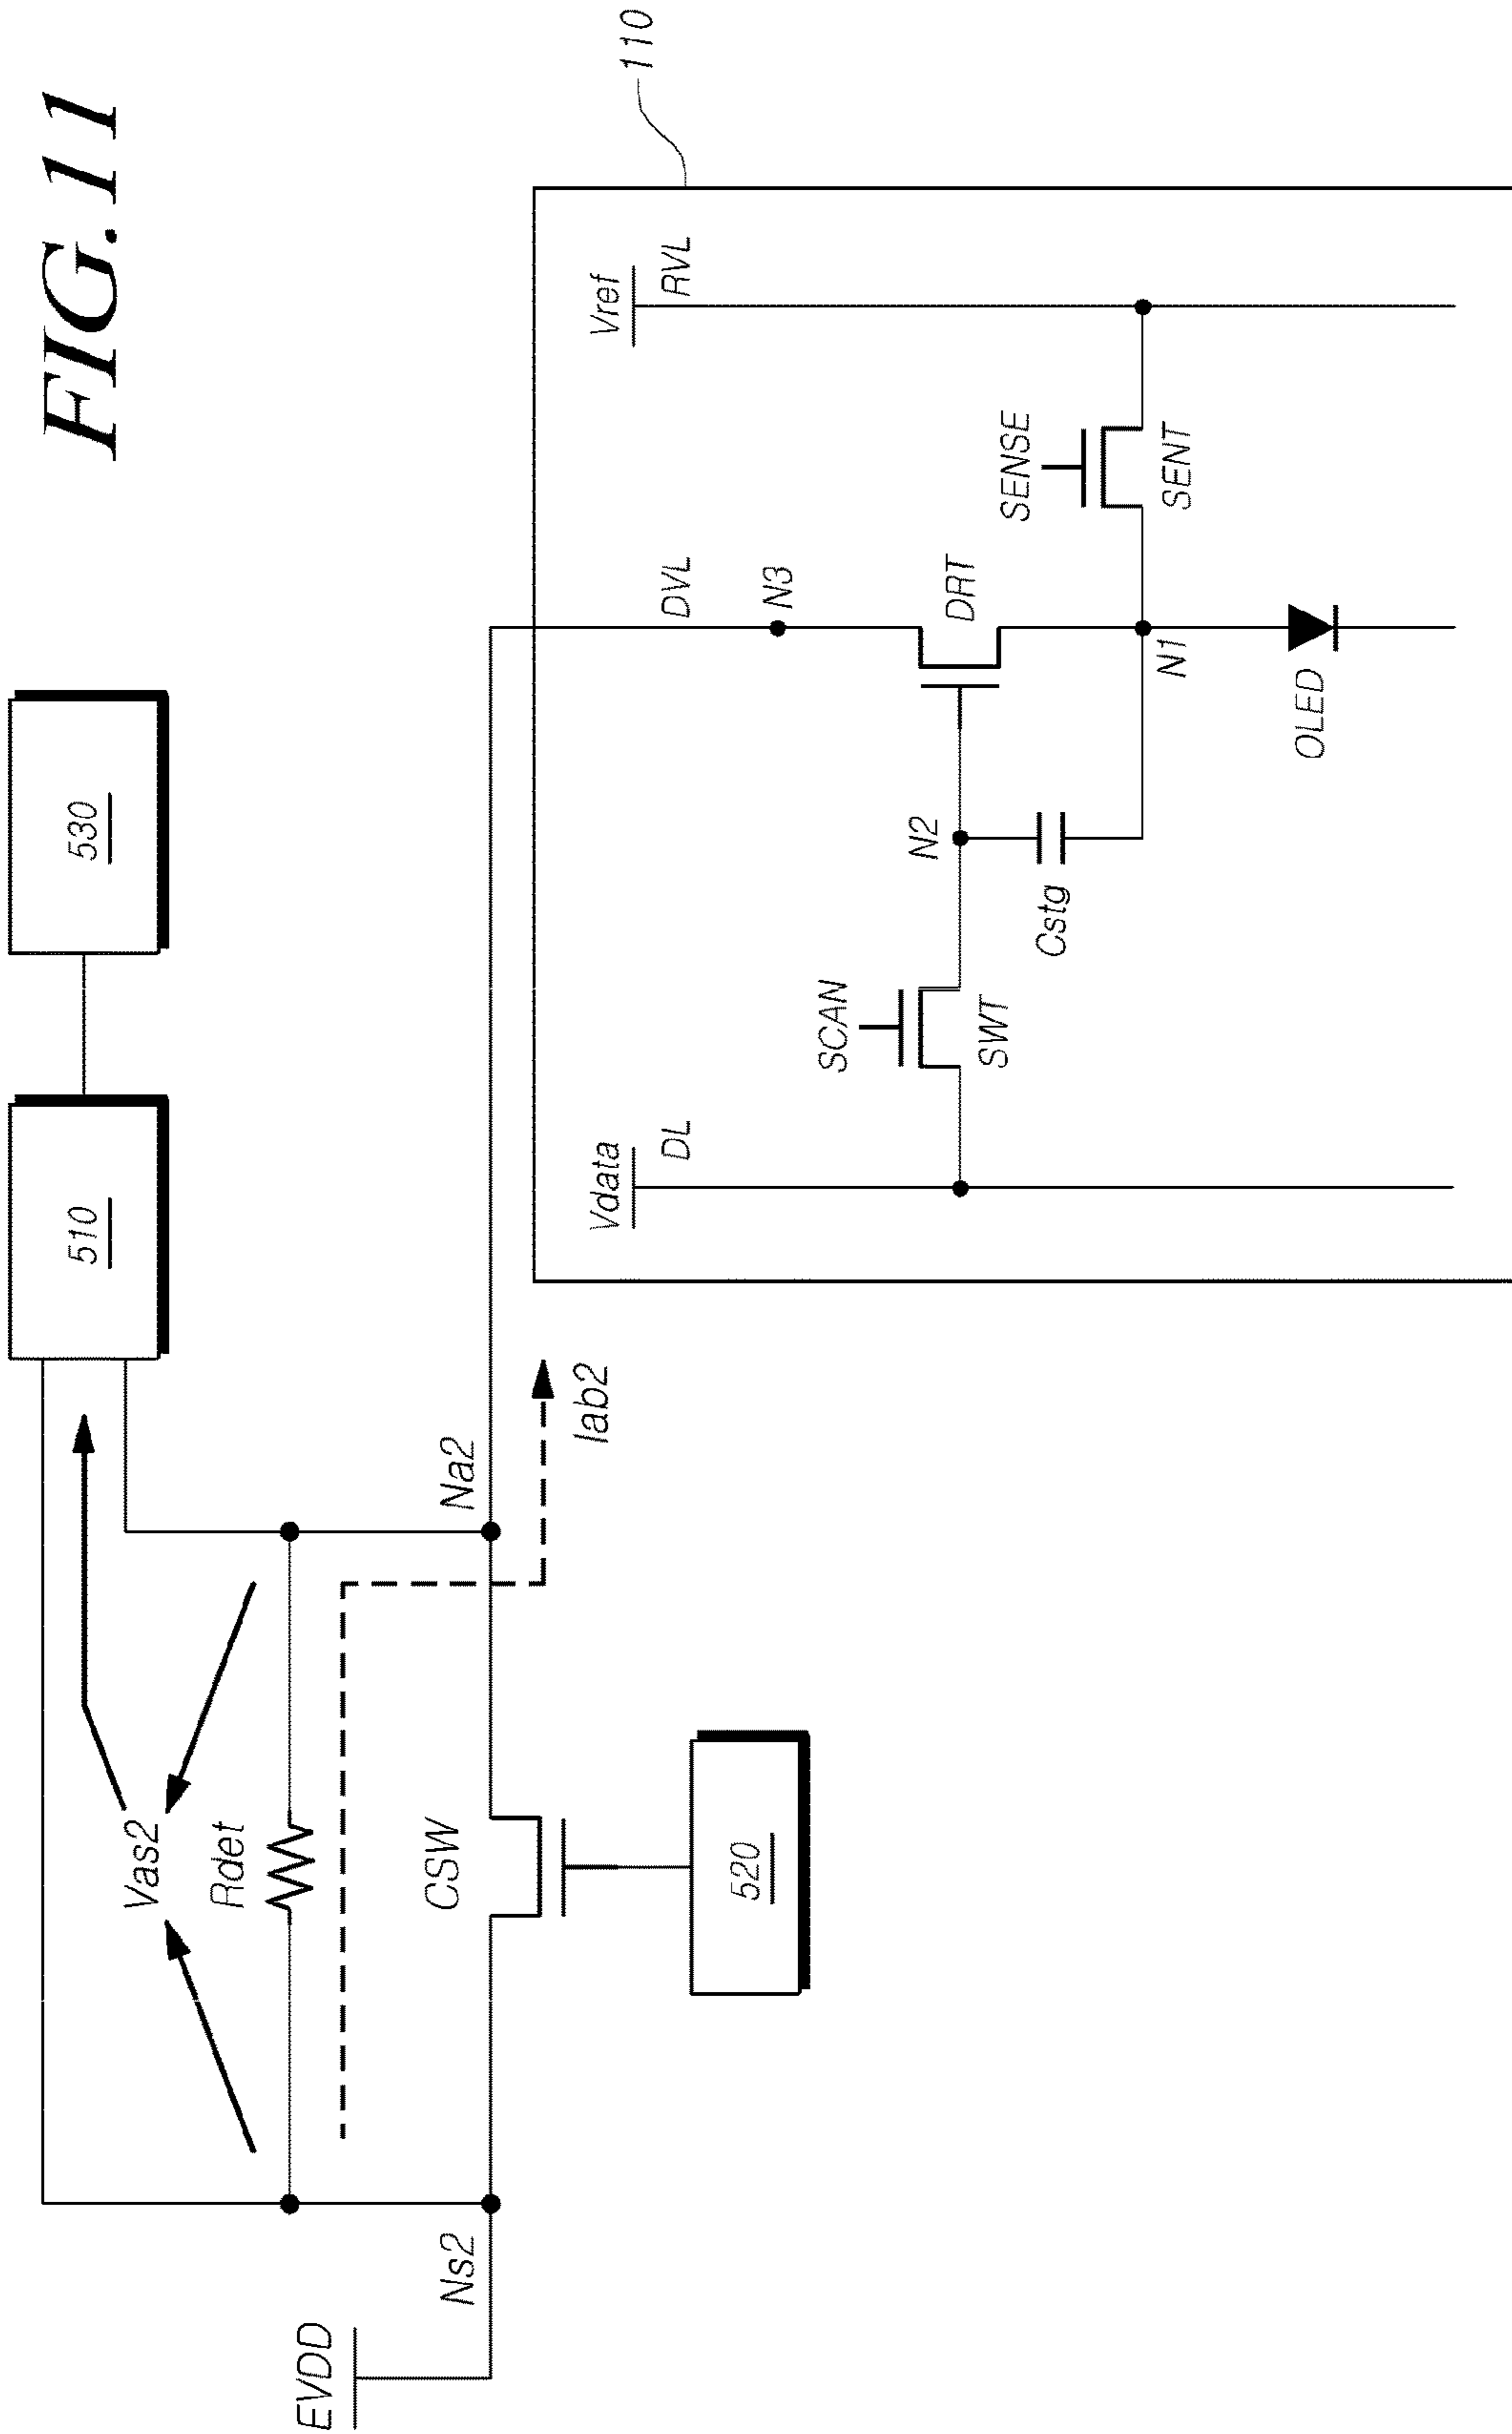 FIG.11
530
510
Vas2
Rdet
EVDD
Ns2
CSW
Na2
Iab2
520
110
Vdata
DL
DVL
Vref
RVL
N3
SCAN
SWT
N2
DRT
SENSE
SENT
Cstg
N1
OLED